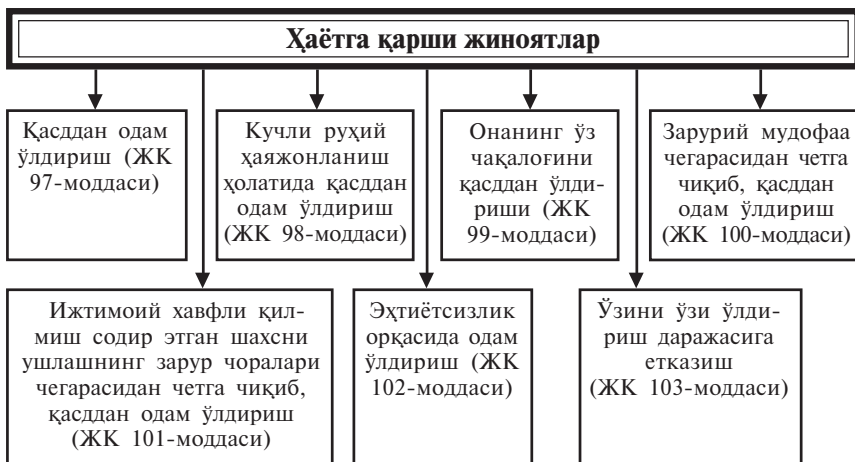 Ҳаётга қарши жиноятлар
Қасддан одам
ўлдириш (ЖК
97-моддаси)
Кучли руҳий
ҳаяжонланиш
ҳолатида қасддан
одам ўлдириш
(ЖК 98-моддаси)
Онанинг ўз
чақалоғини
қасддан ўлди-
риши (ЖК
99-моддаси)
Зарурий мудофаа
чегарасидан четга
чиқиб, қасддан
одам ўлдириш
(ЖК 100-моддаси)
Ижтимоий хавфли қил-
миш содир этган шахсни
ушлашнинг зарур чоралари
чегарасидан четга чиқиб,
қасддан одам ўлдириш
(ЖК 101-моддаси)
Эҳтиётсизлик
орқасида одам
ўлдириш (ЖК
102-моддаси)
Ўзини ўзи ўлди-
риш даражасига
етказиш
(ЖК 103-моддаси)